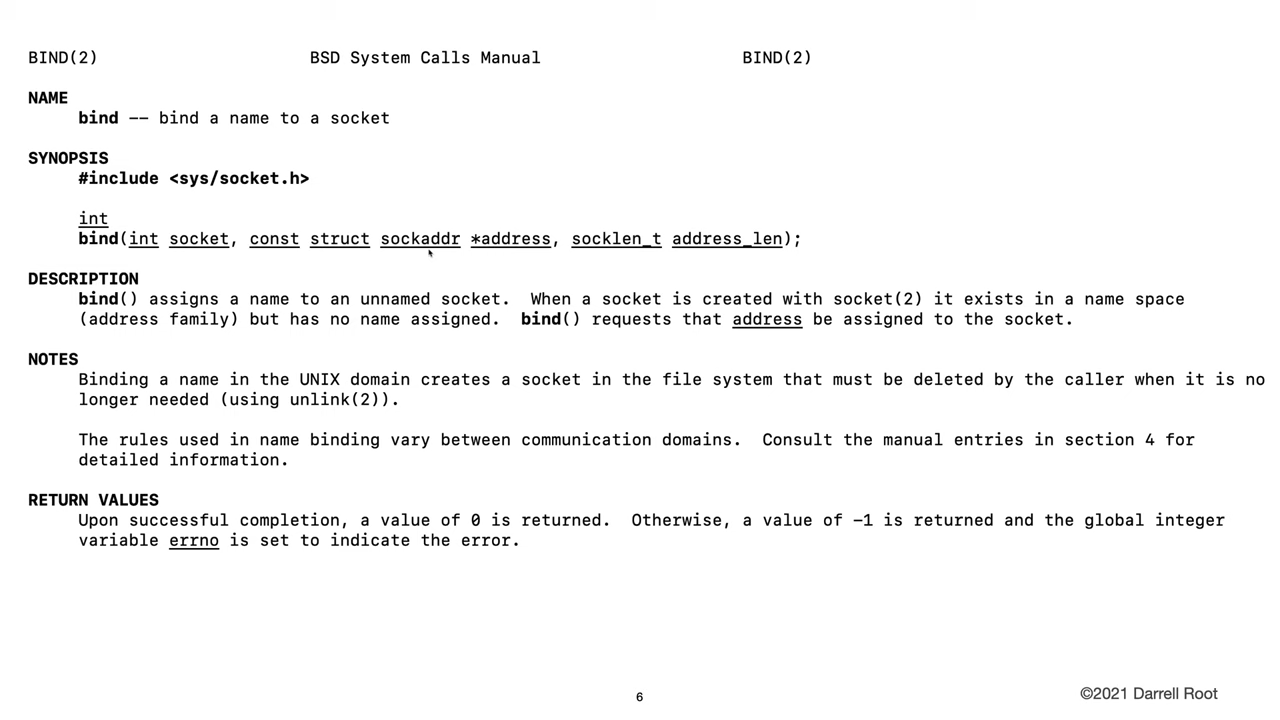 BIND(2) BSD System Calls Manual BIND(2)
NAME
bind -- bind a name to a socket
SYNOPSIS
#include <sys/socket.h>
int
bind(int socket, const struct sockaddr *address, socklen_t address_len);
DESCRIPTION
bind() assigns a name to an unnamed socket. When a socket is created with socket(2) it exists in a name space
(address family) but has no name assigned. bind() requests that address be assigned to the socket.
NOTES
Binding a name in the UNIX domain creates a socket in the file system that must be deleted by the caller when it is no
longer needed (using unlink(2)).
The rules used in name binding vary between communication domains. Consult the manual entries in section 4 for
detailed information.
RETURN VALUES
Upon successful completion, a value of 0 is returned. Otherwise, a value of -1 is returned and the global integer
variable errno is set to indicate the error.
6
©2021 Darrell Root